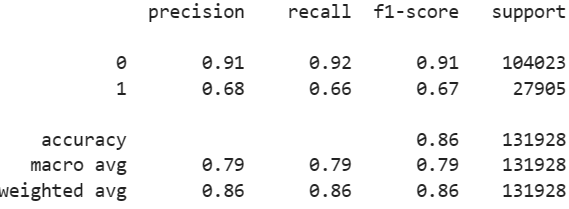 precision recall f1-score support
0 0.91 0.92 0.91 104023
1 0.68 0.66 0.67 27905
accuracy 0.86 131928
macro avg 0.79 0.79 0.79 131928
weighted avg 0.86 0.86 0.86 131928